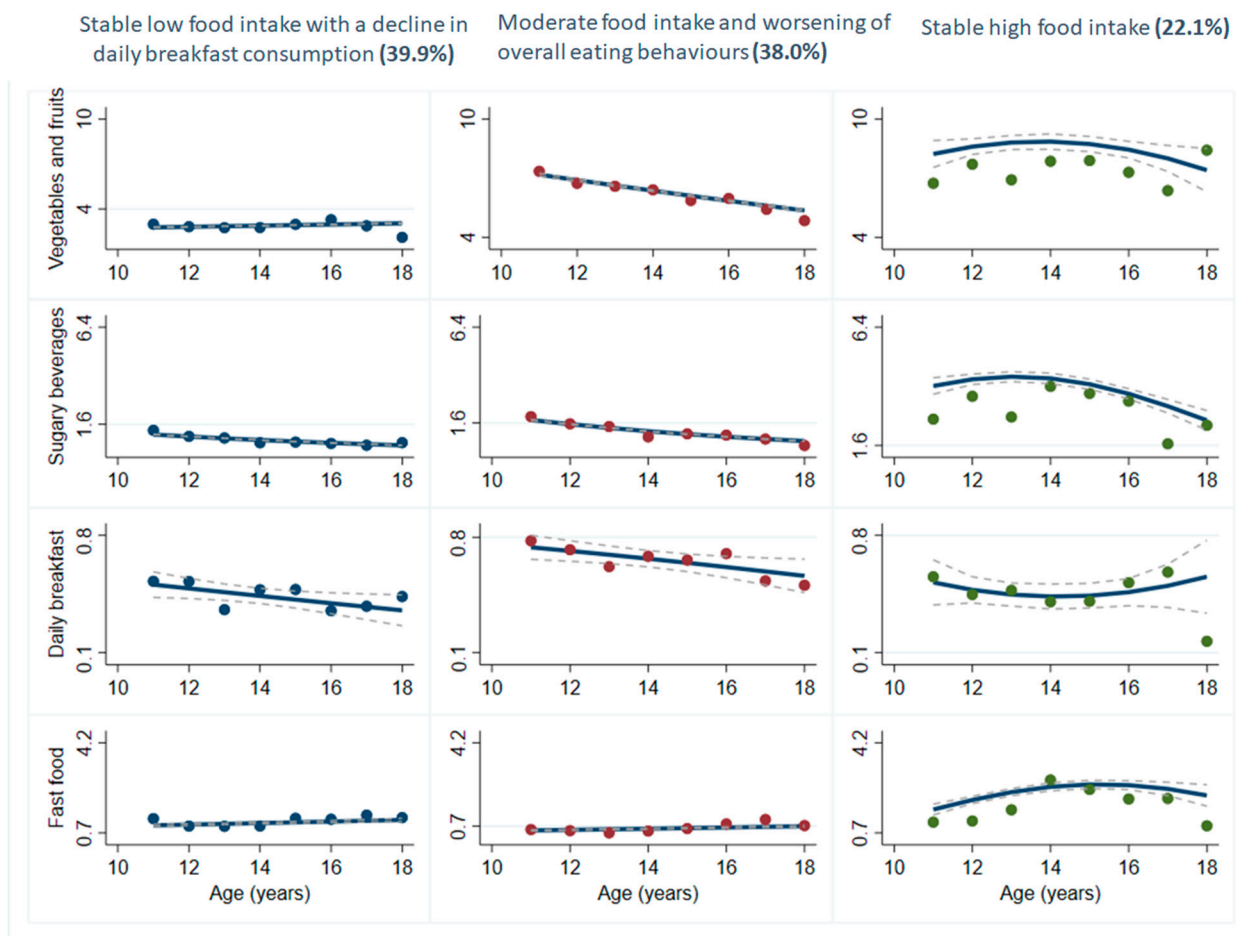 Stable low food intake with a decline in
daily breakfast consumption (39.9%)
Moderate food intake and worsening of
overall eating behaviours (38.0%)
Stable high food intake (22.1%)
Vegetables and fruits
10
4
10 12 14 16 18
10
4
10 12 14 16 18
10
4
10 12 14 16 18
Sugary beverages
6.4
1.6
10 12 14 16 18
6.4
1.6
10 12 14 16 18
6.4
1.6
10 12 14 16 18
Daily breakfast
0.8
0.1
10 12 14 16 18
0.8
0.1
10 12 14 16 18
0.8
0.1
10 12 14 16 18
Fast food
4.2
0.7
10 12 14 16 18
Age (years)
4.2
0.7
10 12 14 16 18
Age (years)
4.2
0.7
10 12 14 16 18
Age (years)